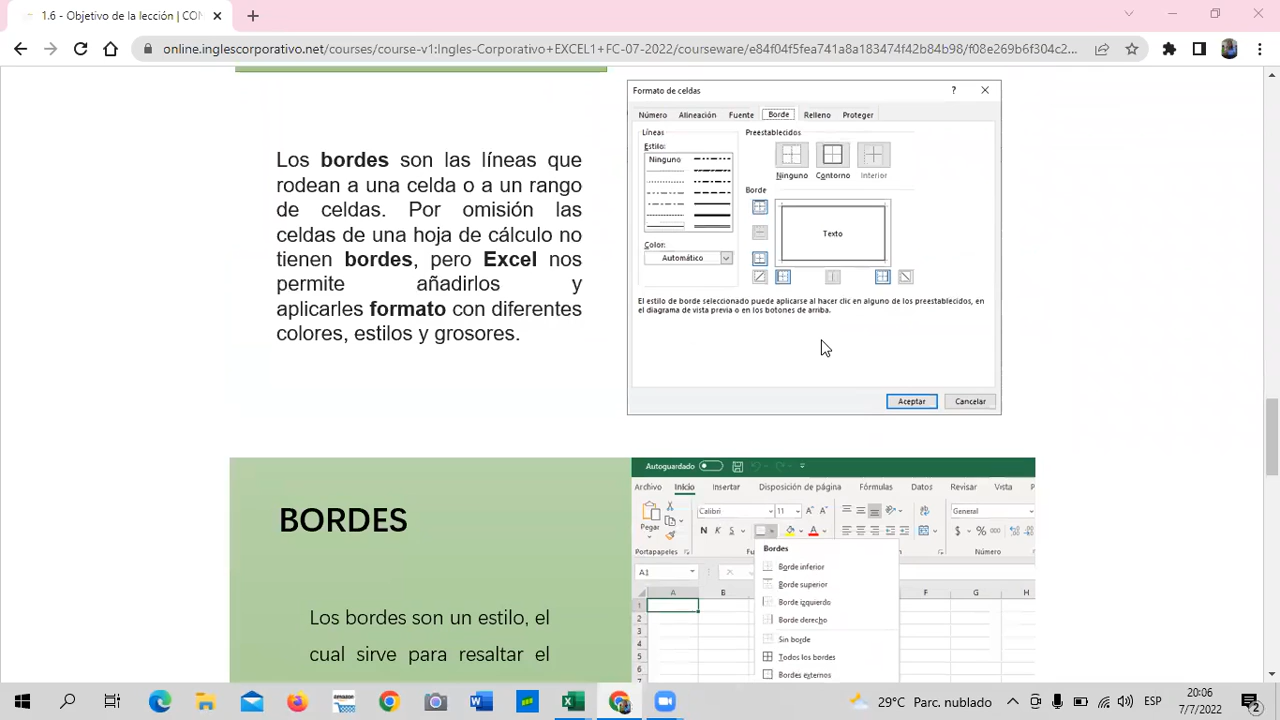 1.6 - Objetivo de la lección | CON
online.inglescorporativo.net/courses/course-v1:Ingles-Corporativo+EXCEL1+FC-07-2022/courseware/e84f04f5fea741a8a183474f42b84b98/f08e269b6f304c2...
Los bordes son las líneas que
rodean a una celda o a un rango
de celdas. Por omisión las
celdas de una hoja de cálculo no
tienen bordes, pero Excel nos
permite añadirlos y
aplicarles formato con diferentes
colores, estilos y grosores.
Formato de celdas
Número Alineación Fuente Borde Relleno Proteger
Líneas
Estilo:
Ninguno
Color:
Automático
Preestablecidos
Ninguno Contorno Interior
Borde
Texto
El estilo de borde seleccionado puede aplicarse al hacer clic en alguno de los preestablecidos, en
el diagrama de vista previa o en los botones de arriba.
Aceptar Cancelar
BORDES
Los bordes son un estilo, el
cual sirve para resaltar el
Autoguardado
Archivo Inicio Insertar Disposición de página Fórmulas Datos Revisar Vista
Pegar
Calibri 11
N K S
General
$ % 
Portapapeles Número
Bordes
Borde inferior
Borde superior
Borde izquierdo
Borde derecho
Sin borde
Todos los bordes
Bordes externos
A1
A B F G H
1
2
3
4
5
6
29°C Parc. nublado
ESP
20:06
7/7/2022
2